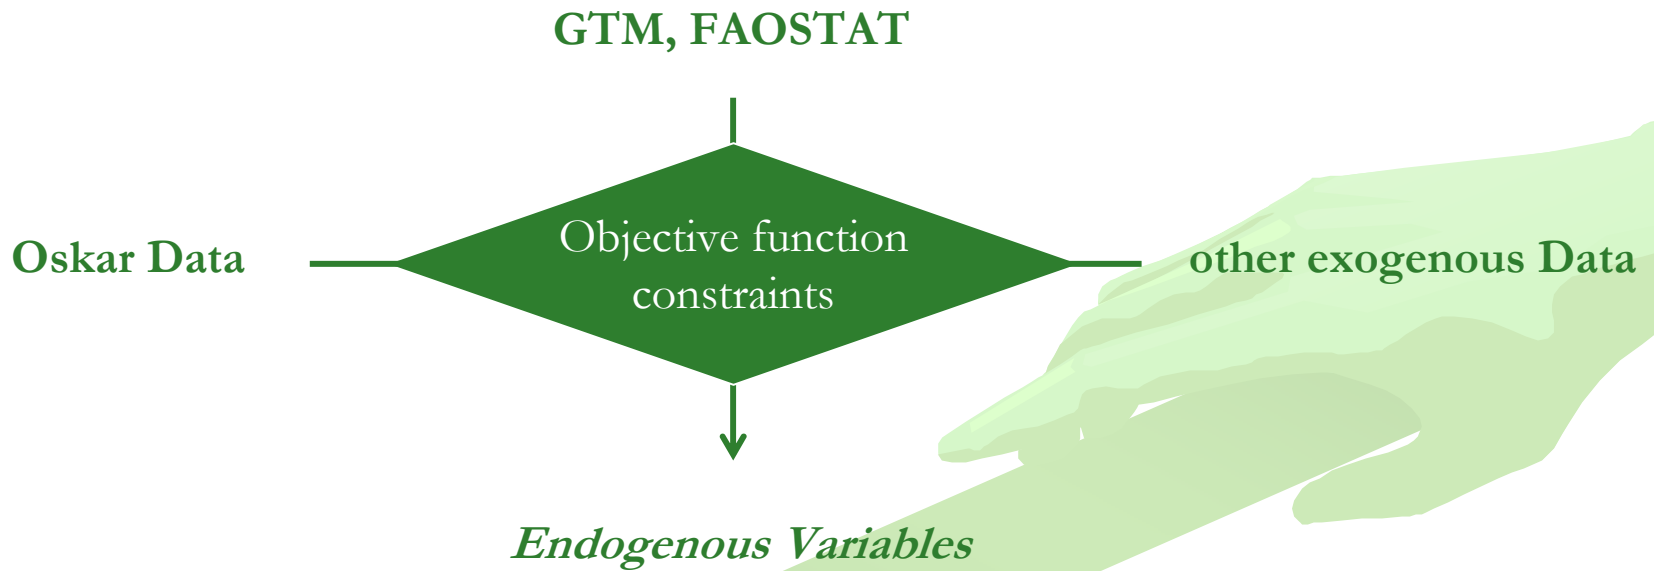 GTM, FAOSTAT
Oskar Data
Objective function
constraints
other exogenous Data
Endogenous Variables